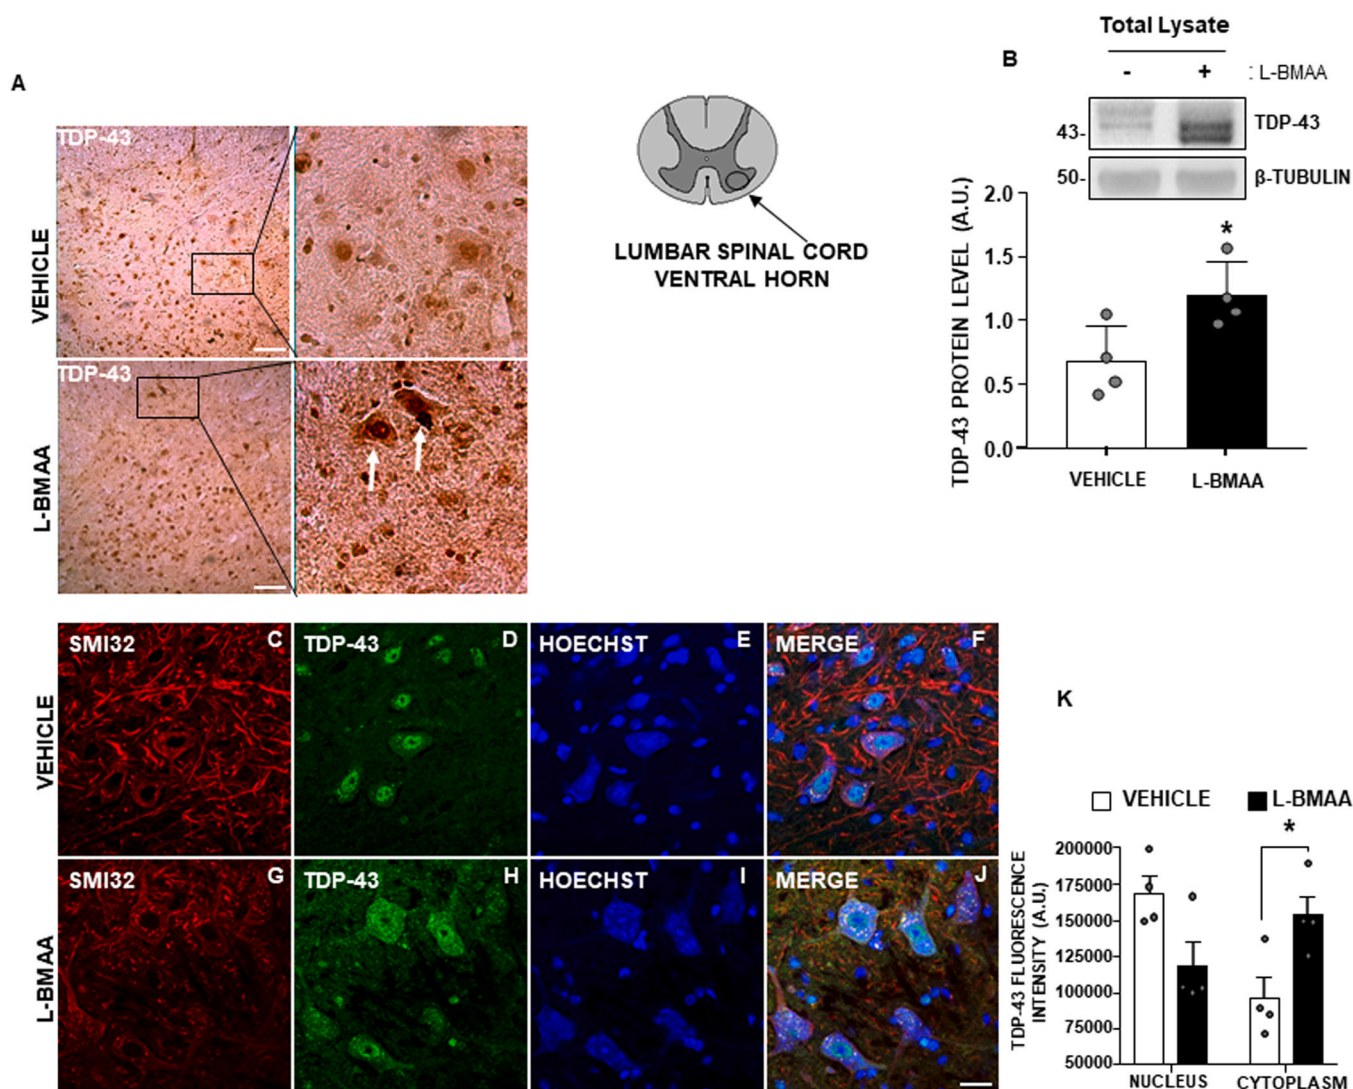 A
TDP-43
VEHICLE
TDP-43
L-BMAA
LUMBAR SPINAL CORD
VENTRAL HORN
B
Total Lysate
- + : L-BMAA
43- TDP-43
50- β-TUBULIN
TDP-43 PROTEIN LEVEL (A.U.)
2.0
*
1.5
1.0
0.5
0.0
VEHICLE L-BMAA
VEHICLE
SMI32 C
TDP-43 D
HOECHST E
MERGE F
L-BMAA
SMI32 G
TDP-43 H
HOECHST I
MERGE J
K
VEHICLE L-BMAA
*
TDP-43 FLUORESCENCE
INTENSITY (A.U.)
200000
175000
150000
125000
100000
75000
50000
NUCLEUS CYTOPLASM